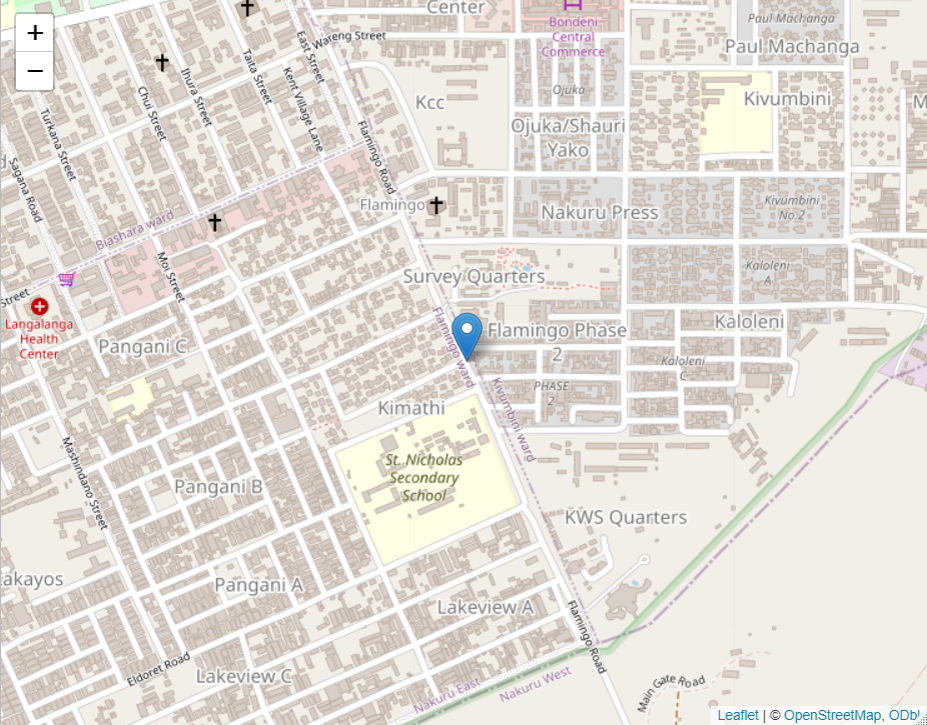 +
−
Center
Bondeni
Central
Commerce
Paul Machanga
Paul Machanga
Wareng Street
East Street
Taita Street
Ihura Street
Chui Street
Kent Village Lane
Turkana Street
Sagana Road
Kcc
Ojuka
Ojuka/Shauri
Yako
Kivumbini
M
Flamingo Road
Flamingo
Nakuru Press
Kivumbini
No.2
Biashara ward
Moi Street
Survey Quarters
Kaloleni
A
Street
Langalanga
Health
Center
Pangani C
Flamingo ward
Flamingo Phase
2
Kaloleni
Kaloleni
C
PHASE
2
Kivumbini ward
Kimathi
Mashindano Street
Pangani B
St. Nicholas
Secondary
School
KWS Quarters
akayos
Pangani A
Lakeview A
Flamingo Road
Eldoret Road
Lakeview C
Nakuru East
Nakuru West
Main Gate Road
Leaflet | © OpenStreetMap, ODbL